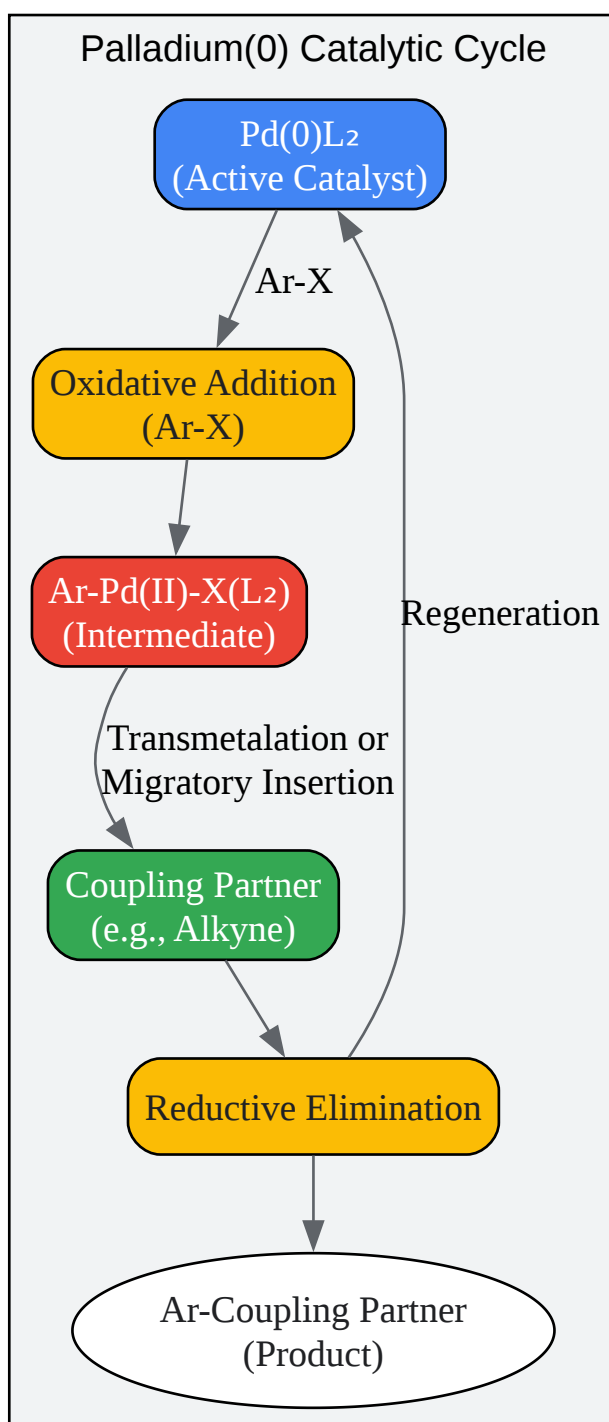 Palladium(0) Catalytic Cycle
Pd(0)L₂
(Active Catalyst)
Ar-X
Oxidative Addition
(Ar-X)
Ar-Pd(II)-X(L₂)
(Intermediate)
Regeneration
Transmetalation or
Migratory Insertion
Coupling Partner
(e.g., Alkyne)
Reductive Elimination
Ar-Coupling Partner
(Product)